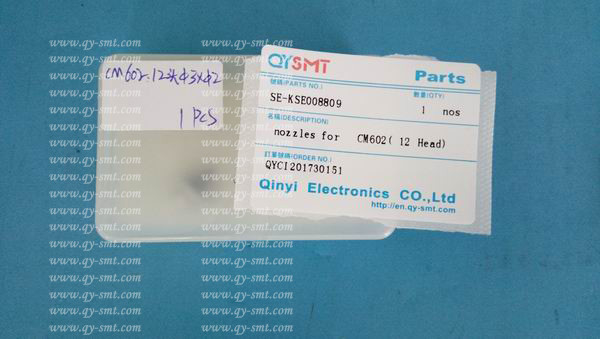 CM602.12头φ3×φ2
1 PCS
QYSMT
Parts
號碼(PARTS NO.)
數量(QTY)
SE-KSE008809
1 nos
名稱(DESCRIPTION)
nozzles for CM602( 12 Head)
訂單號碼(ORDER NO.)
QYCI201730151
Qinyi Electronics CO.,Ltd
http://en.qy-smt.com
www.qy-smt.com